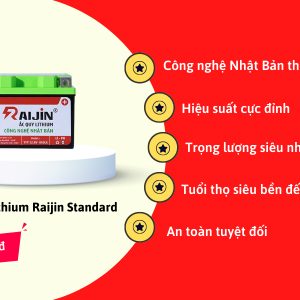 RAIJIN®
ẮC QUY LITHIUM
CÔNG NGHỆ NHẬT BẢN
thium Raijin Standard
đ
Công nghệ Nhật Bản th
Hiệu suất cực đỉnh
Trọng lượng siêu nh
Tuổi thọ siêu bền đế
An toàn tuyệt đối